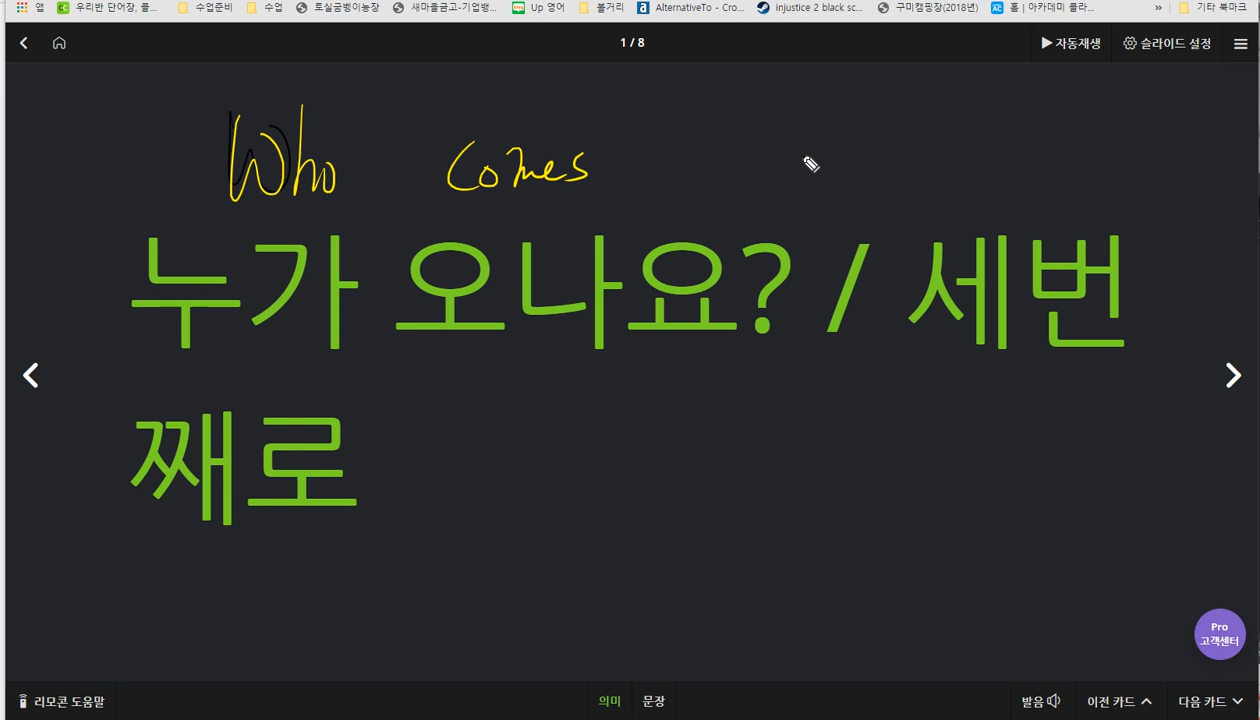 앱 우리반 단어장, 클... 수업준비 수업 토실굼벵이농장 새마을금고-기업뱅... Up 영어 볼거리 AlternativeTo - Cro... injustice 2 black sc... 구미캠핑장(2018년) 홈 | 아카데미 클라... » 기타 북마크
1 / 8 자동재생 슬라이드 설정
Who comes
누가 오나요? / 세번
째로
Pro
고객센터
리모콘 도움말 의미 문장 발음 이전 카드 다음 카드